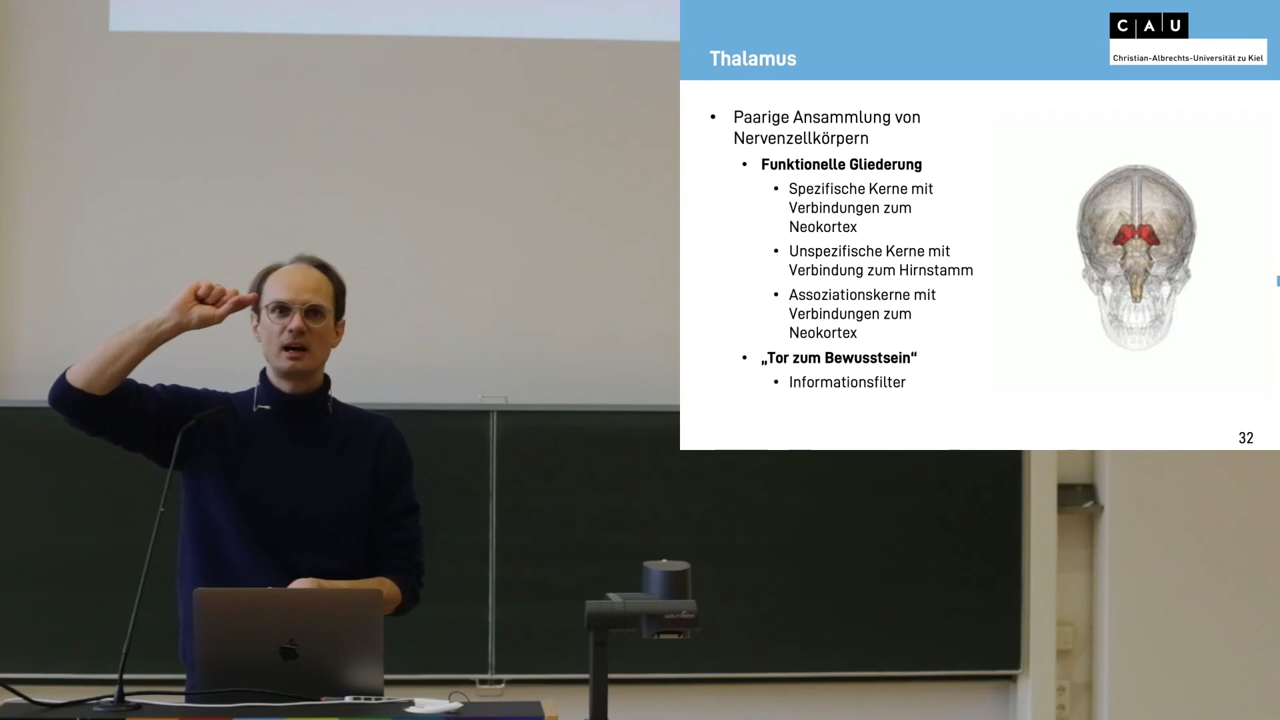 C A U
Christian-Albrechts-Universität zu Kiel
Thalamus
• Paarige Ansammlung von
Nervenzellkörpern
• Funktionelle Gliederung
• Spezifische Kerne mit
Verbindungen zum
Neokortex
• Unspezifische Kerne mit
Verbindung zum Hirnstamm
• Assoziationskerne mit
Verbindungen zum
Neokortex
• „Tor zum Bewusstsein“
• Informationsfilter
32